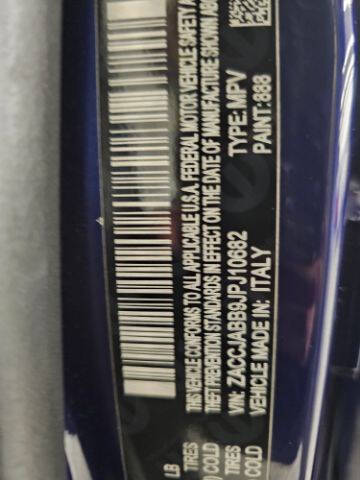 THIS VEHICLE CONFORMS TO ALL APPLICABLE U.S.A. FEDERAL MOTOR VEHICLE SAFETY
THEFT PREVENTION STANDARDS IN EFFECT ON THE DATE OF MANUFACTURE SHOWN
VIN: ZACCJABB9JPJ10682 TYPE: MPV
VEHICLE MADE IN: ITALY PAINT: 888
LB
TIRES TIRES
) COLD COLD